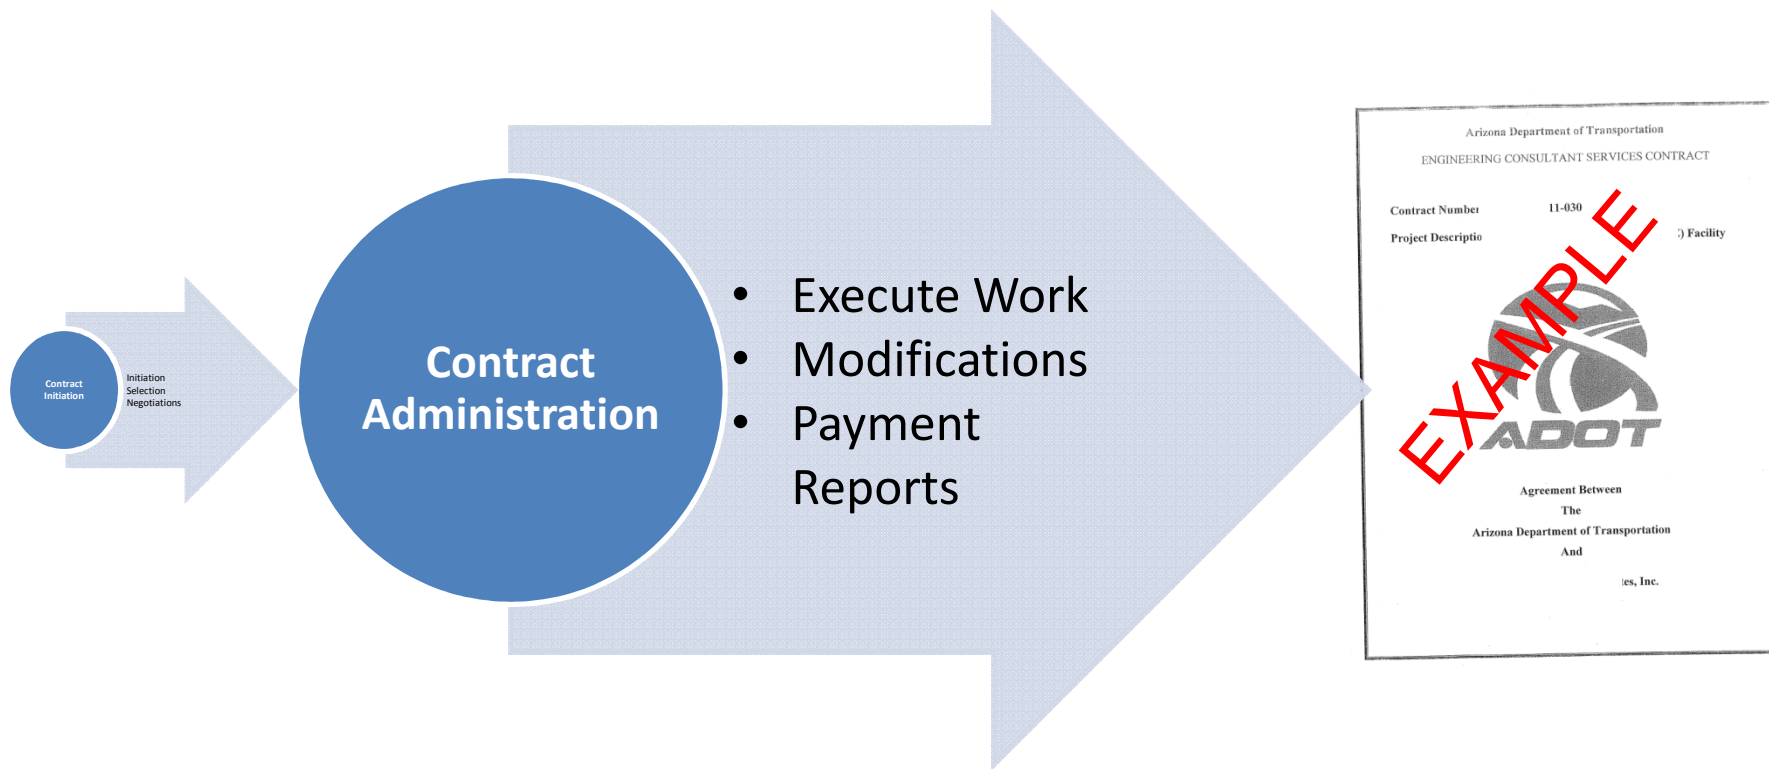 Contract
Initiation
Initiation
Selection
Negotiations
Contract
Administration
• Execute Work
• Modifications
• Payment
Reports
Arizona Department of Transportation
ENGINEERING CONSULTANT SERVICES CONTRACT
Contract Number 11-030
Project Descriptio :) Facility
EXAMPLE
ADOT
Agreement Between
The
Arizona Department of Transportation
And
tes, Inc.